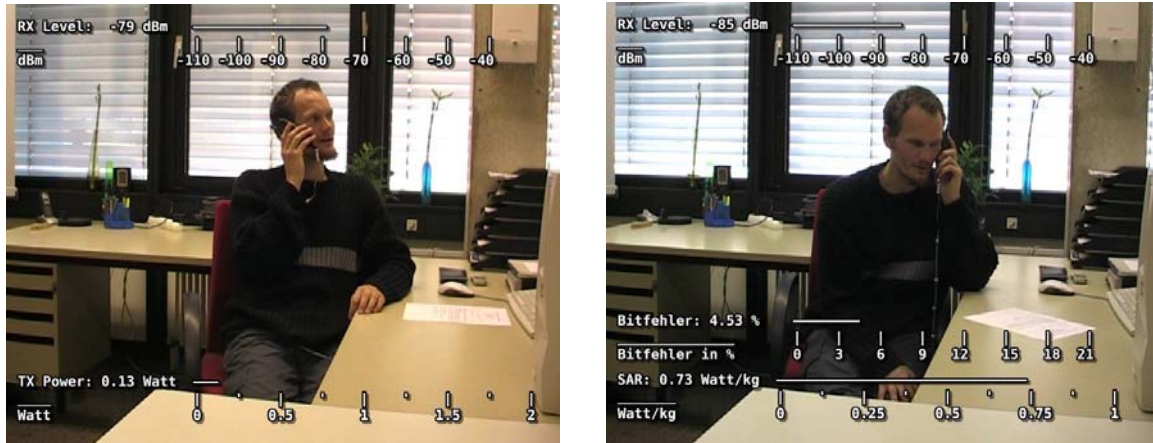 RX Level: -79 dBm
dBm
-110 -100 -90 -80 -70 -60 -50 -40
TX Power: 0.13 Watt
Watt
0 0.5 1 1.5 2
RX Level: -85 dBm
dBm
-110 -100 -90 -80 -70 -60 -50 -40
Bitfehler: 4.53 %
Bitfehler in %
0 3 6 9 12 15 18 21
SAR: 0.73 Watt/kg
Watt/kg
0 0.25 0.5 0.75 1